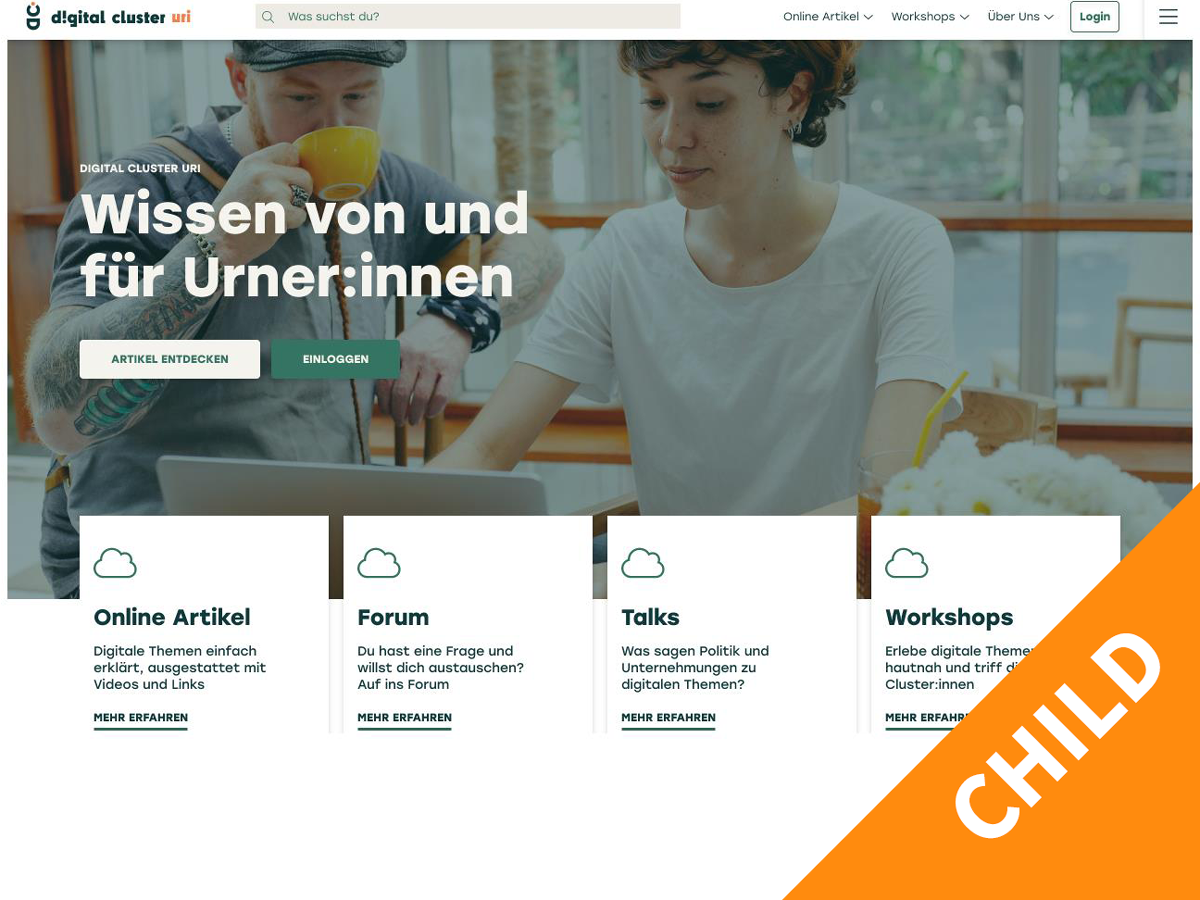 d!gital cluster uri
Was suchst du?
Online Artikel
Workshops
Über Uns
Login
DIGITAL CLUSTER URI
Wissen von und
für Urner:innen
ARTIKEL ENTDECKEN
EINLOGGEN
Online Artikel
Digitale Themen einfach
erklärt, ausgestattet mit
Videos und Links
MEHR ERFAHREN
Forum
Du hast eine Frage und
willst dich austauschen?
Auf ins Forum
MEHR ERFAHREN
Talks
Was sagen Politik und
Unternehmungen zu
digitalen Themen?
MEHR ERFAHREN
Workshops
Erlebe digitale Themen
hautnah und triff
Cluster:innen
MEHR
CHILD